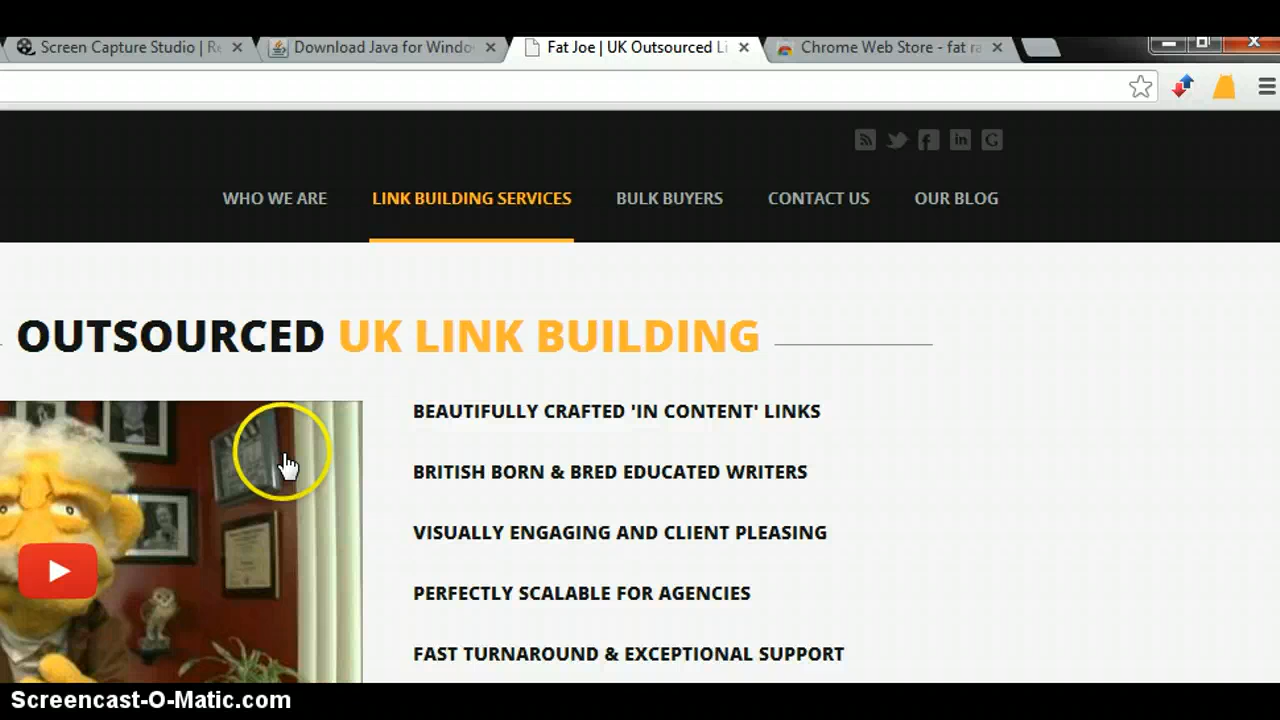 Screen Capture Studio | Re
Download Java for Windo
Fat Joe | UK Outsourced Li
Chrome Web Store - fat ra
WHO WE ARE
LINK BUILDING SERVICES
BULK BUYERS
CONTACT US
OUR BLOG
OUTSOURCED UK LINK BUILDING
BEAUTIFULLY CRAFTED 'IN CONTENT' LINKS
BRITISH BORN & BRED EDUCATED WRITERS
VISUALLY ENGAGING AND CLIENT PLEASING
PERFECTLY SCALABLE FOR AGENCIES
FAST TURNAROUND & EXCEPTIONAL SUPPORT
Screencast-O-Matic.com